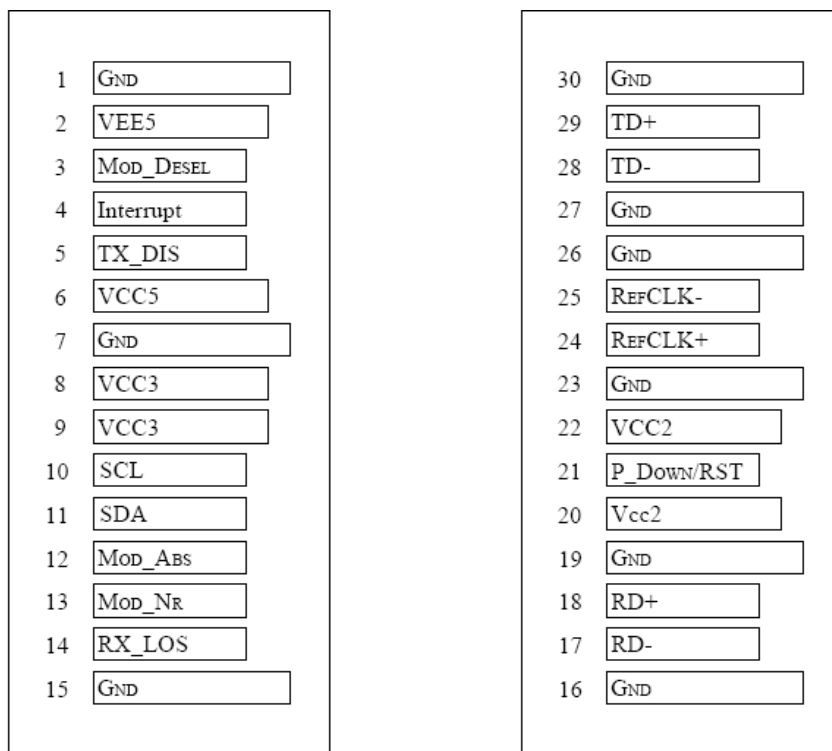 1 GND
2 VEE5
3 MOD_DESEL
4 Interrupt
5 TX_DIS
6 VCC5
7 GND
8 VCC3
9 VCC3
10 SCL
11 SDA
12 MOD_ABS
13 MOD_NR
14 RX_LOS
15 GND
30 GND
29 TD+
28 TD-
27 GND
26 GND
25 REFCLK-
24 REFCLK+
23 GND
22 VCC2
21 P_DOWN/RST
20 Vcc2
19 GND
18 RD+
17 RD-
16 GND